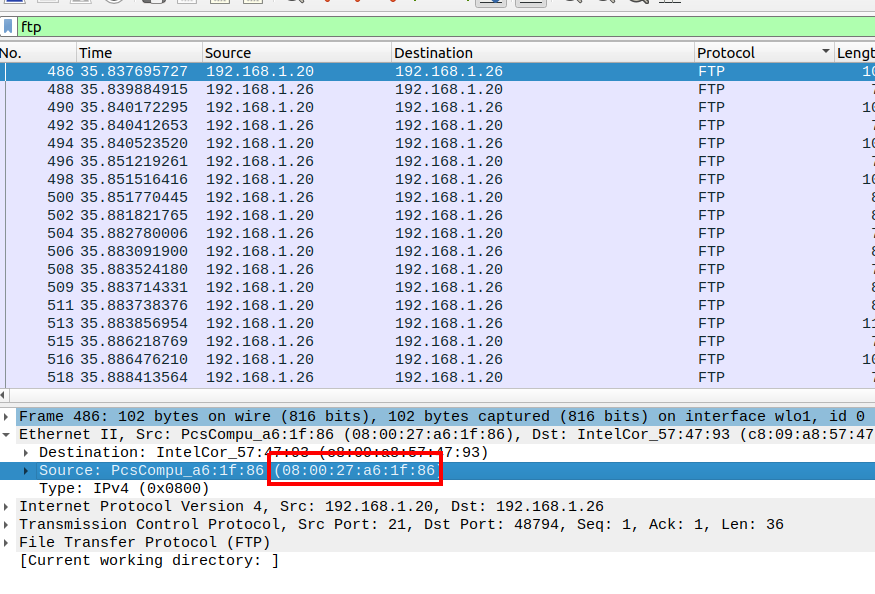 ftp
No. Time Source Destination Protocol Lengt
486 35.837695727 192.168.1.20 192.168.1.26 FTP 10
488 35.839884915 192.168.1.26 192.168.1.20 FTP 7
490 35.840172295 192.168.1.20 192.168.1.26 FTP 10
492 35.840412653 192.168.1.26 192.168.1.20 FTP 7
494 35.840523520 192.168.1.20 192.168.1.26 FTP 10
496 35.851219261 192.168.1.26 192.168.1.20 FTP 7
498 35.851516416 192.168.1.20 192.168.1.26 FTP 10
500 35.851770445 192.168.1.26 192.168.1.20 FTP 8
502 35.881821765 192.168.1.20 192.168.1.26 FTP 8
504 35.882780006 192.168.1.26 192.168.1.20 FTP 7
506 35.883091900 192.168.1.20 192.168.1.26 FTP 8
508 35.883524180 192.168.1.26 192.168.1.20 FTP 7
509 35.883714331 192.168.1.20 192.168.1.26 FTP 8
511 35.883738376 192.168.1.20 192.168.1.26 FTP 8
513 35.883856954 192.168.1.20 192.168.1.26 FTP 11
515 35.886218769 192.168.1.26 192.168.1.20 FTP 7
516 35.886476210 192.168.1.20 192.168.1.26 FTP 10
518 35.888413564 192.168.1.26 192.168.1.20 FTP 7
Frame 486: 102 bytes on wire (816 bits), 102 bytes captured (816 bits) on interface wlo1, id 0
Ethernet II, Src: PcsCompu_a6:1f:86 (08:00:27:a6:1f:86), Dst: IntelCor_57:47:93 (c8:09:a8:57:47
Destination: IntelCor_57:47:93 (c8:09:a8:57:47:93)
Source: PcsCompu_a6:1f:86 (08:00:27:a6:1f:86)
Type: IPv4 (0x0800)
Internet Protocol Version 4, Src: 192.168.1.20, Dst: 192.168.1.26
Transmission Control Protocol, Src Port: 21, Dst Port: 48794, Seq: 1, Ack: 1, Len: 36
File Transfer Protocol (FTP)
[Current working directory: ]